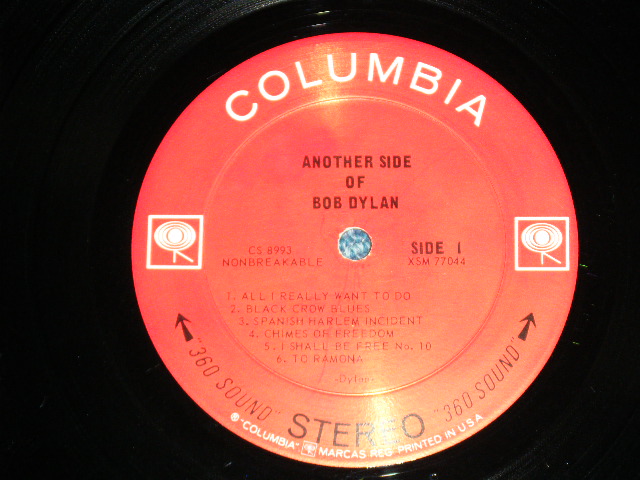 COLUMBIA
ANOTHER SIDE
OF
BOB DYLAN
CS 8993
NONBREAKABLE
SIDE 1
XSM 77044
1. ALL I REALLY WANT TO DO
2. BLACK CROW BLUES
3. SPANISH HARLEM INCIDENT
4. CHIMES OF FREEDOM
5. I SHALL BE FREE No. 10
6. TO RAMONA
-Dylan-
"360 SOUND" STEREO "360 SOUND"
® "COLUMBIA" MARCAS REG. PRINTED IN U.S.A.